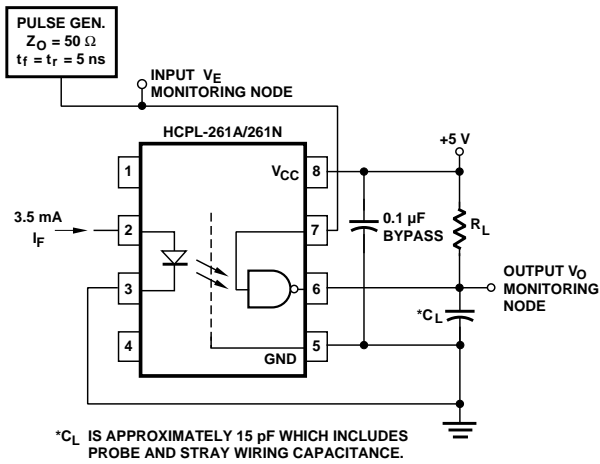 PULSE GEN.
Z_O = 50 Ω
t_f = t_r = 5 ns
INPUT V_E
MONITORING NODE
HCPL-261A/261N
+5 V
1
V_CC
8
3.5 mA
I_F
2
7
0.1 µF
BYPASS
R_L
3
6
OUTPUT V_O
MONITORING
NODE
*C_L
4
GND
5
*C_L IS APPROXIMATELY 15 pF WHICH INCLUDES
PROBE AND STRAY WIRING CAPACITANCE.